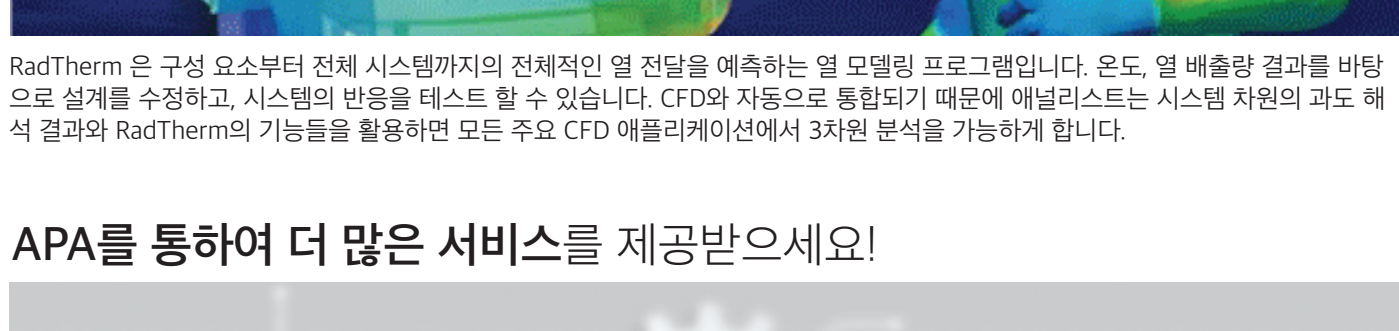 RadTherm 은 구성 요소부터 전체 시스템까지의 전체적인 열 전달을 예측하는 열 모델링 프로그램입니다. 온도, 열 배출량 결과를 바탕
으로 설계를 수정하고, 시스템의 반응을 테스트 할 수 있습니다. CFD와 자동으로 통합되기 때문에 애널리스트는 시스템 차원의 과도 해
석 결과와 RadTherm의 기능들을 활용하면 모든 주요 CFD 애플리케이션에서 3차원 분석을 가능하게 합니다.
APA를 통하여 더 많은 서비스를 제공받으세요!